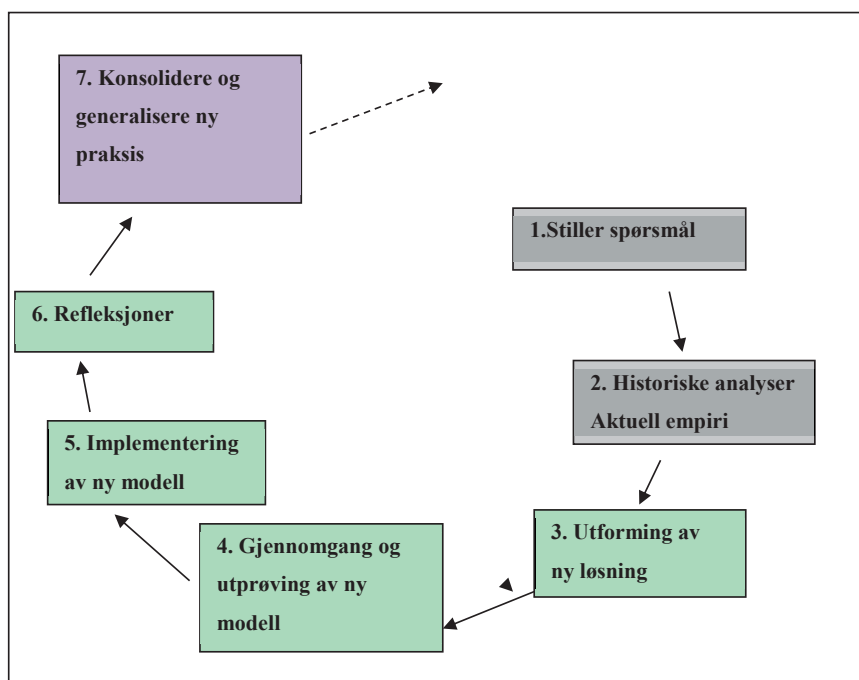 7. Konsolidere og
generalisere ny
praksis
1.Stiller spørsmål
6. Refleksjoner
2. Historiske analyser
Aktuell empiri
5. Implementering
av ny modell
4. Gjennomgang og
utprøving av ny
modell
3. Utforming av
ny løsning